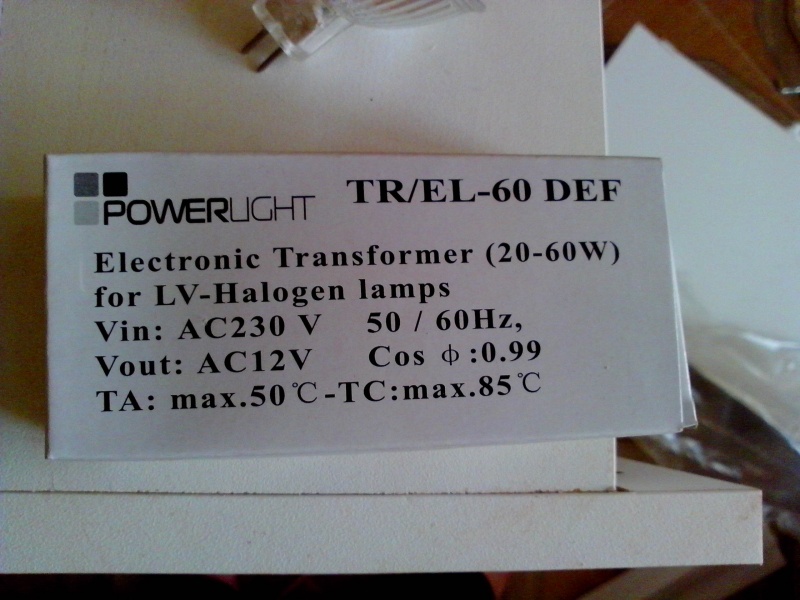 POWERLIGHT TR/EL-60 DEF
Electronic Transformer (20-60W)
for LV-Halogen lamps
Vin: AC230 V 50 / 60Hz,
Vout: AC12V Cos ϕ:0.99
TA: max.50℃-TC:max.85℃